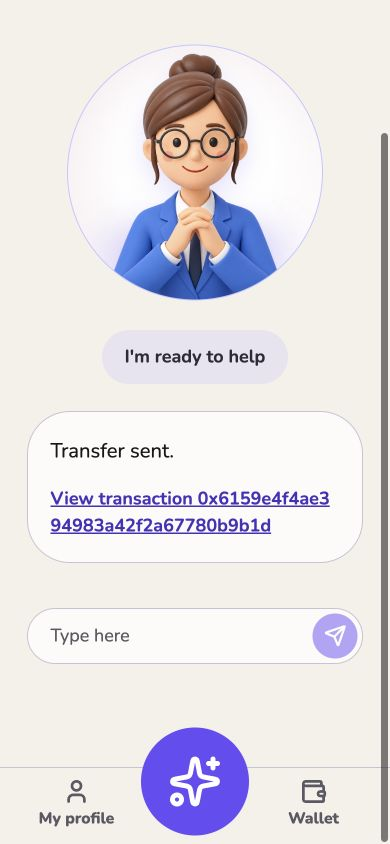 I'm ready to help
Transfer sent.
View transaction 0x6159e4f4ae3
94983a42f2a67780b9b1d
Type here
My profile
Wallet